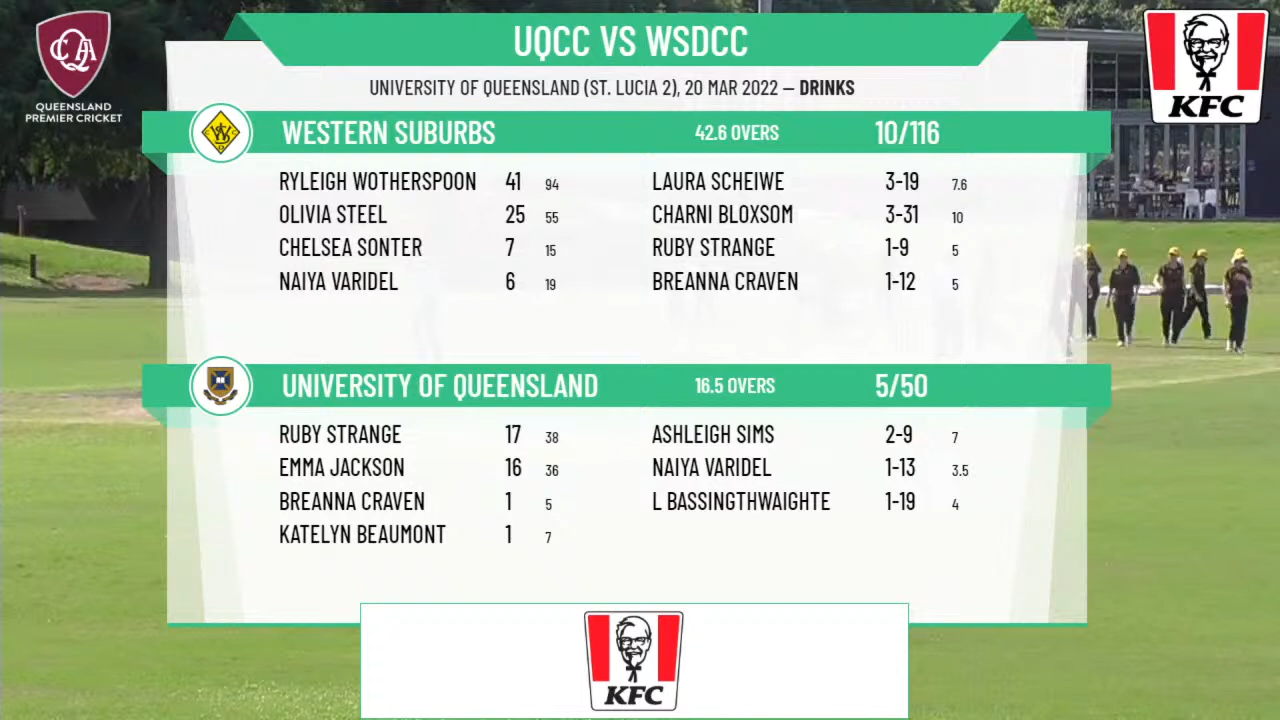 UQCC VS WSDCC
UNIVERSITY OF QUEENSLAND (ST. LUCIA 2), 20 MAR 2022 – DRINKS
QUEENSLAND
PREMIER CRICKET
KFC
WESTERN SUBURBS 42.6 OVERS 10/116
RYLEIGH WOTHERSPOON 41 94 LAURA SCHEIWE 3-19 7.6
OLIVIA STEEL 25 55 CHARNI BLOXSOM 3-31 10
CHELSEA SONTER 7 15 RUBY STRANGE 1-9 5
NAIYA VARIDEL 6 19 BREANNA CRAVEN 1-12 5
UNIVERSITY OF QUEENSLAND 16.5 OVERS 5/50
RUBY STRANGE 17 38 ASHLEIGH SIMS 2-9 7
EMMA JACKSON 16 36 NAIYA VARIDEL 1-13 3.5
BREANNA CRAVEN 1 5 L BASSINGTHWAIGHTE 1-19 4
KATELYN BEAUMONT 1 7
KFC